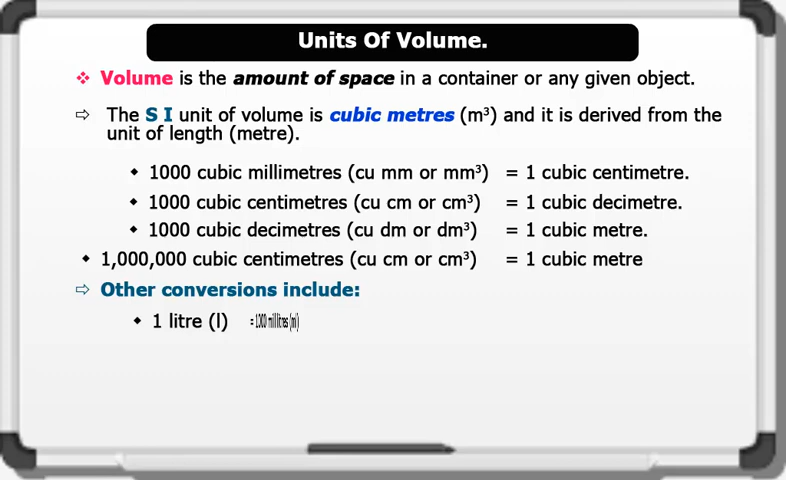 Units Of Volume.
❖ Volume is the amount of space in a container or any given object.
⇨ The S I unit of volume is cubic metres (m³) and it is derived from the
unit of length (metre).
◆ 1000 cubic millimetres (cu mm or mm³) = 1 cubic centimetre.
◆ 1000 cubic centimetres (cu cm or cm³) = 1 cubic decimetre.
◆ 1000 cubic decimetres (cu dm or dm³) = 1 cubic metre.
◆ 1,000,000 cubic centimetres (cu cm or cm³) = 1 cubic metre
⇨ Other conversions include:
◆ 1 litre (l) = 1000 millilitres (ml)